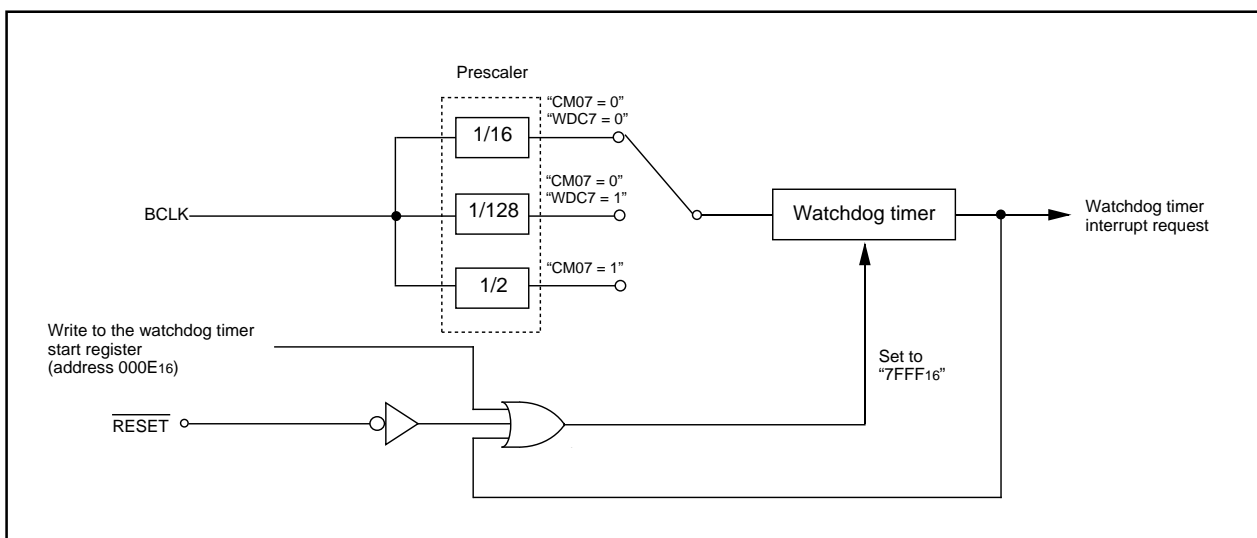 Prescaler
“CM07 = 0”
“WDC7 = 0”
1/16
“CM07 = 0”
“WDC7 = 1”
BCLK
1/128
Watchdog timer
Watchdog timer
interrupt request
“CM07 = 1”
1/2
Write to the watchdog timer
start register
(address 000E16)
Set to
“7FFF16”
RESET